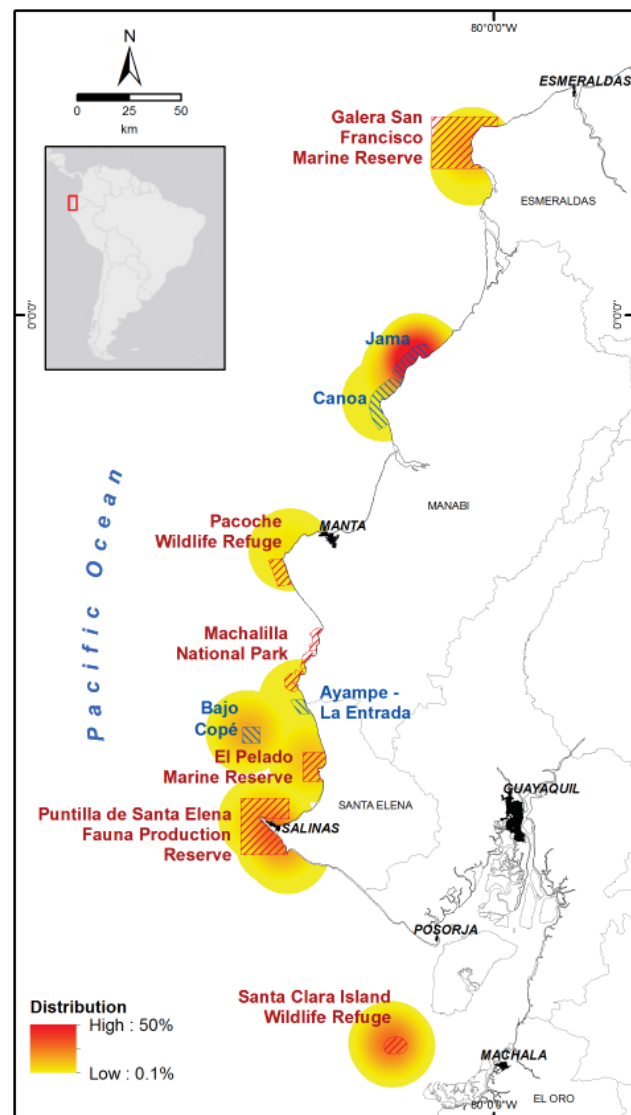 80°0'0"W
N
0 25 50
km
ESMERALDAS
Galera San
Francisco
Marine Reserve
ESMERALDAS
0°0'0"
0°0'0"
Jama
Canoa
MANABI
Pacoche
Wildlife Refuge
MANTA
Pacific Ocean
Machalilla
National Park
Ayampe -
La Entrada
Bajo
Copé
El Pelado
Marine Reserve
GUAYAQUIL
SANTA ELENA
Puntilla de Santa Elena
Fauna Production
Reserve
SALINAS
POSORJA
Santa Clara Island
Wildlife Refuge
Distribution
High : 50%
Low : 0.1%
MACHALA
EL ORO
80°0'0"W